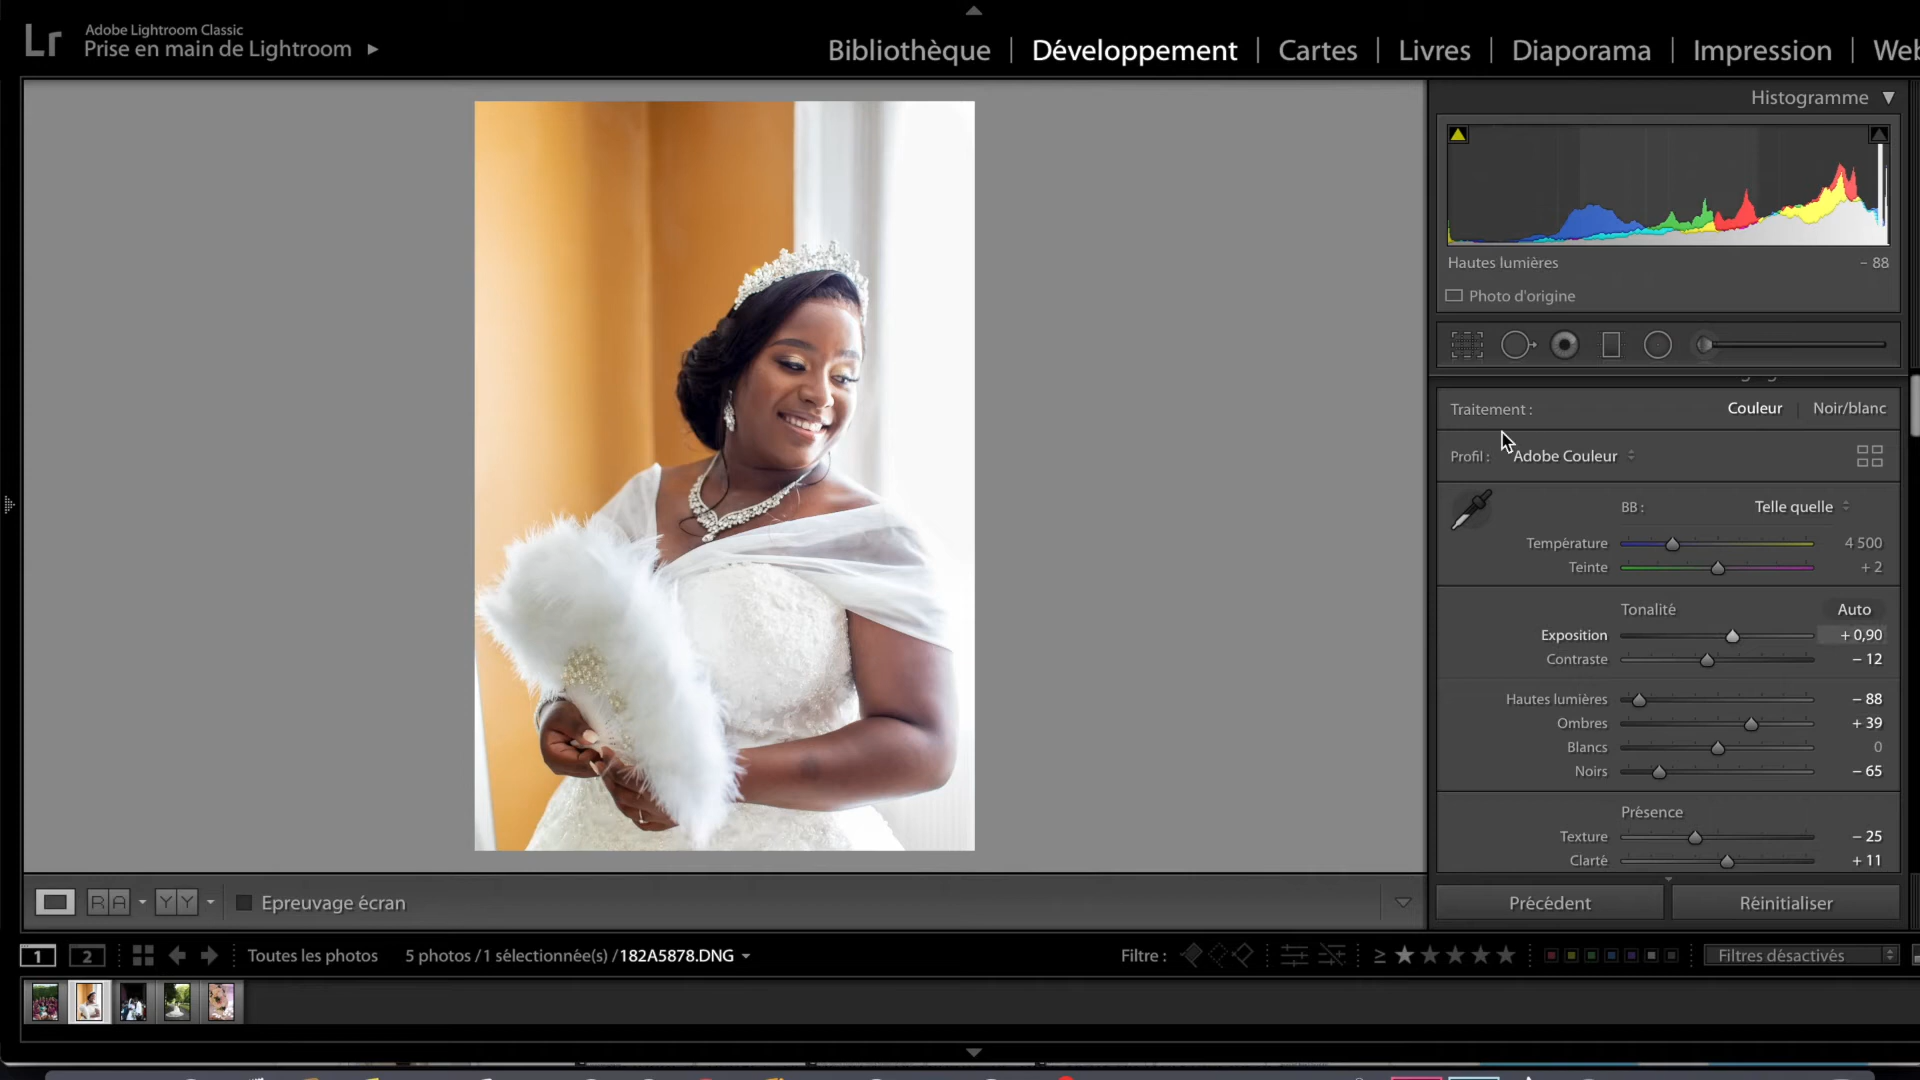 Lr
Adobe Lightroom Classic
Prise en main de Lightroom
Bibliothèque | Développement | Cartes | Livres | Diaporama | Impression | Web
Histogramme
Hautes lumières - 88
Photo d'origine
Traitement : Couleur Noir/blanc
Profil : Adobe Couleur
BB : Telle quelle
Température 4 500
Teinte + 2
Tonalité Auto
Exposition + 0,90
Contraste - 12
Hautes lumières - 88
Ombres + 39
Blancs 0
Noirs - 65
Présence
Texture - 25
Clarté + 11
R A Y Y Epreuvage écran
Précédent Réinitialiser
1 2 Toutes les photos 5 photos /1 sélectionnée(s) /182A5878.DNG Filtre : ≥ Filtres désactivés